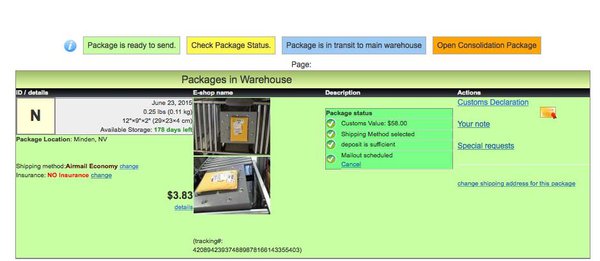 Package is ready to send. Check Package Status. Package is in transit to main warehouse Open Consolidation Package
Page:
Packages in Warehouse
ID / details E-shop name Description Actions
N
June 23, 2015
0.25 lbs (0.11 kg)
12"×9"×2" (29×23×4 cm)
Available Storage: 178 days left
Package Location: Minden, NV
Shipping method:Airmail Economy change
Insurance: NO Insurance change
$3.83
details
(tracking#:
420894239374889878166143355403)
Package status
Customs Value: $58.00
Shipping Method selected
deposit is sufficient
Mailout scheduled
Cancel
Customs Declaration
Your note
Special requests
change shipping address for this package